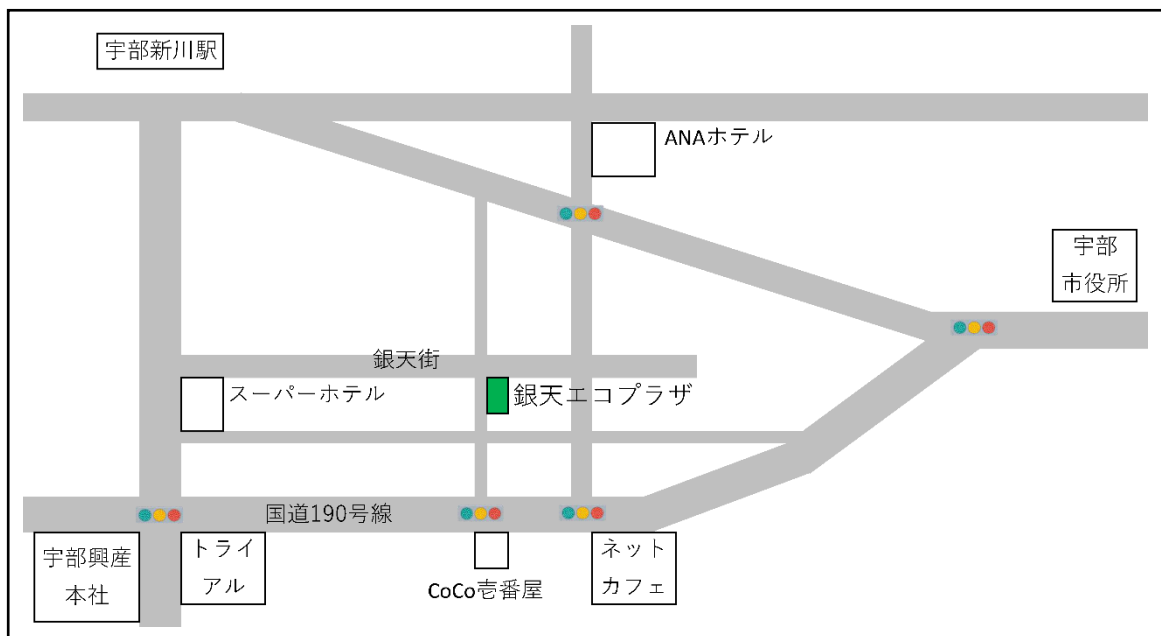 宇部新川駅
ANAホテル
宇部
市役所
銀天街
スーパーホテル
銀天エコプラザ
国道190号線
宇部興産
本社
トライ
アル
CoCo壱番屋
ネット
カフェ